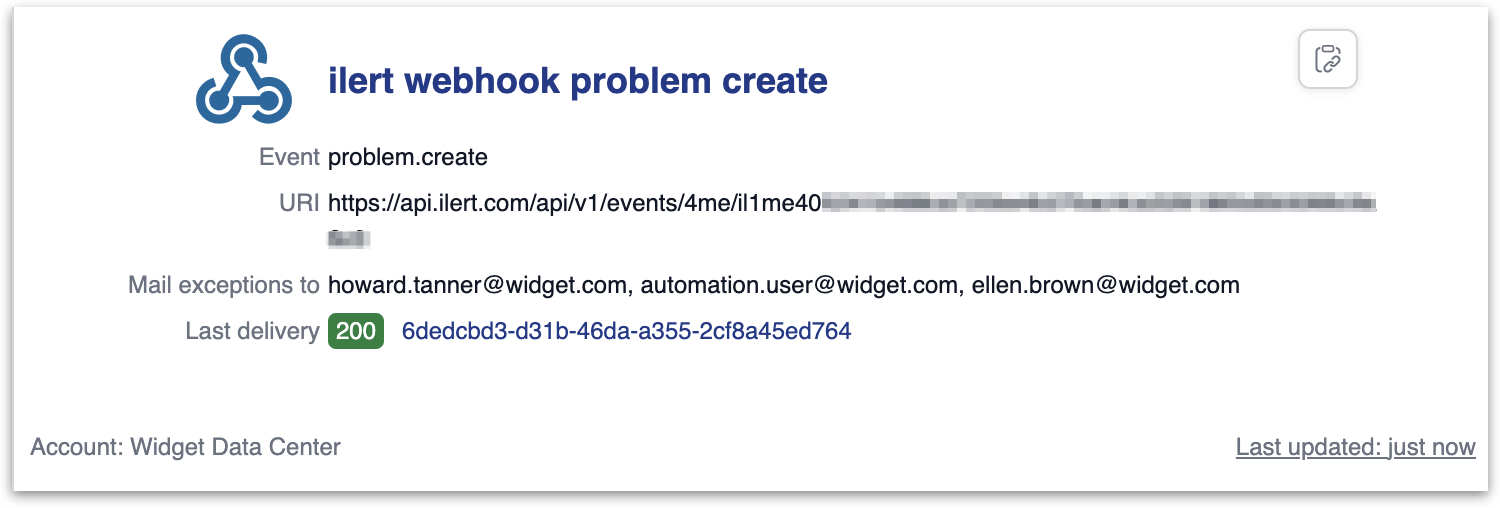 ilert webhook problem create
Event problem.create
URI https://api.ilert.com/api/v1/events/4me/il1me40
Mail exceptions to howard.tanner@widget.com, automation.user@widget.com, ellen.brown@widget.com
Last delivery 200 6dedcbd3-d31b-46da-a355-2cf8a45ed764
Account: Widget Data Center
Last updated: just now